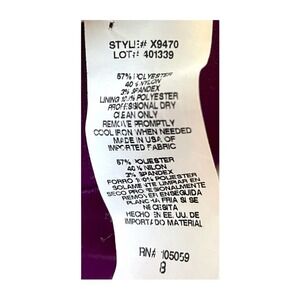 STYLE# X9470
LOT# 401339
57% POLYESTER
40% NYLON
3% SPANDEX
LINING 100% POLYESTER
PROFESSIONAL DRY
CLEAN ONLY
REMOVE PROMPTLY
COOL IRON WHEN NEEDED
MADE IN USA OF
IMPORTED FABRIC
57% POLIESTER
40% NILON
3% SPANDEX
FORRO 100% POLIESTER
SOLAMENTE LIMPIAR EN
SECO PROFESIONALMENTE
REMOVER ENSEGUIDA
PLANCHA FRIA SI SE
NECESITA
HECHO EN EE. UU. DE
IMPORTADO MATERIAL
RN# 105059
8